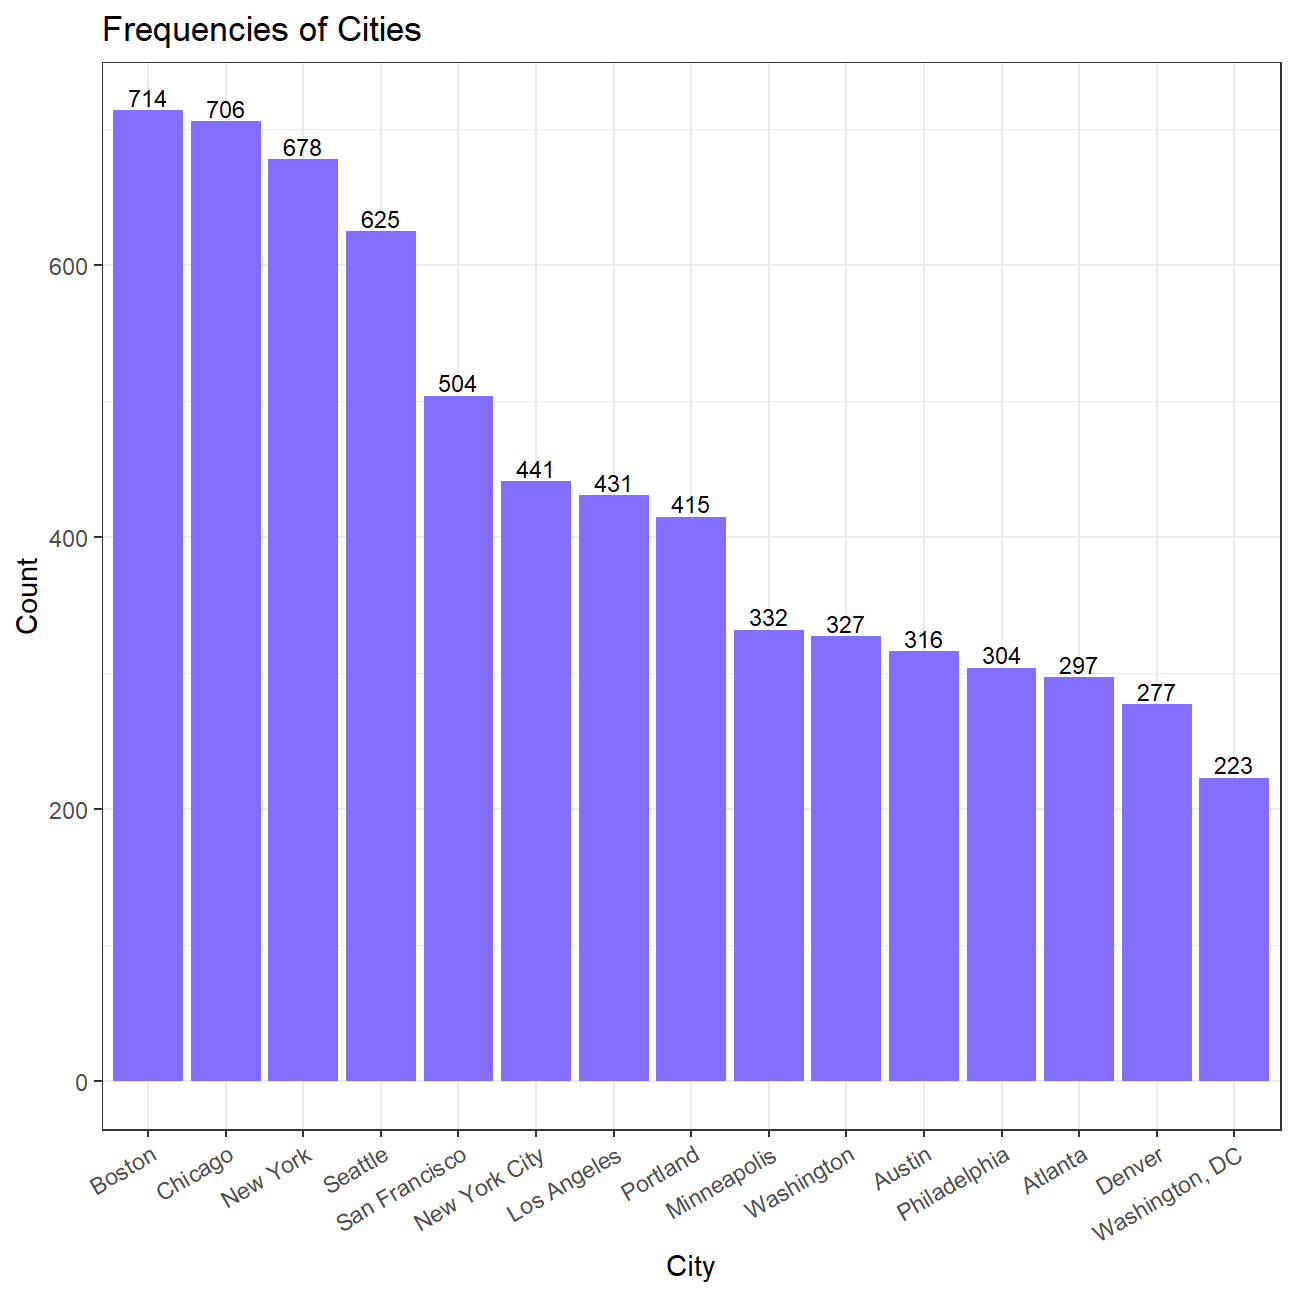 Frequencies of Cities
714
706
678
625
504
441
431
415
332
327
316
304
297
277
223
600
400
200
0
Count
Boston
Chicago
New York
Seattle
San Francisco
New York City
Los Angeles
Portland
Minneapolis
Washington
Austin
Philadelphia
Atlanta
Denver
Washington, DC
City